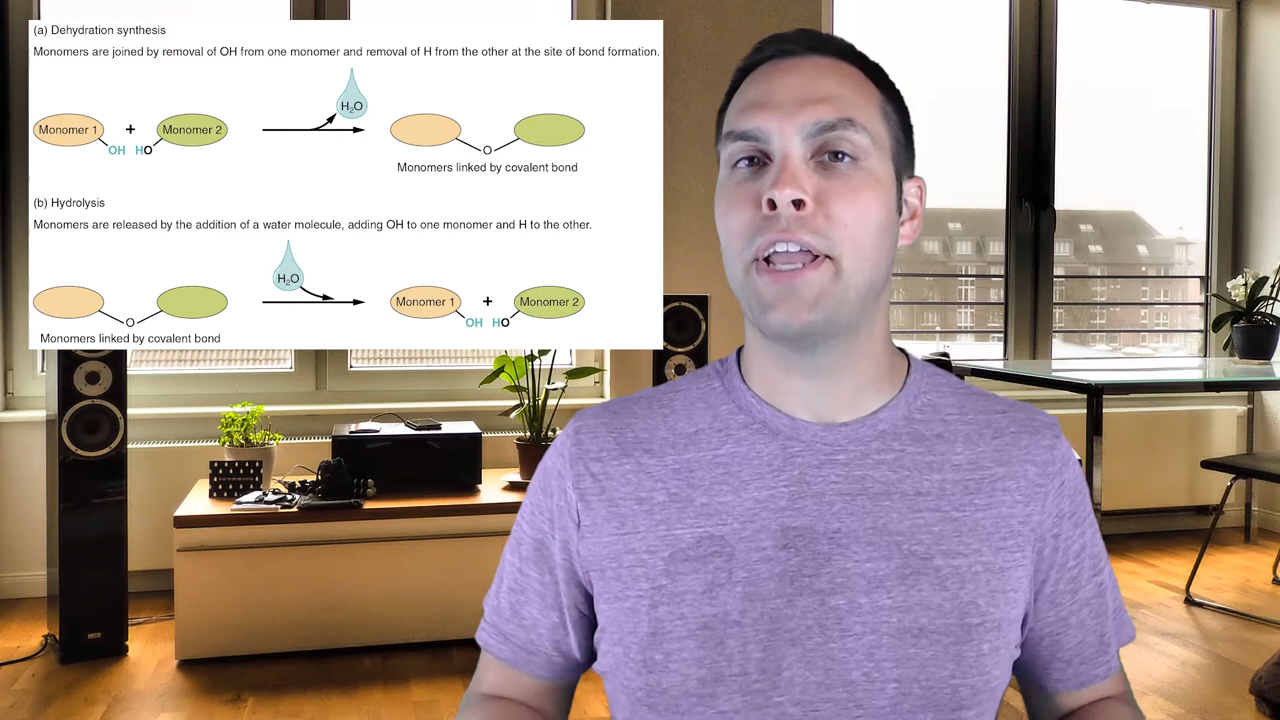 (a) Dehydration synthesis
Monomers are joined by removal of OH from one monomer and removal of H from the other at the site of bond formation.
H₂O
Monomer 1 + Monomer 2
OH HO
O
Monomers linked by covalent bond
(b) Hydrolysis
Monomers are released by the addition of a water molecule, adding OH to one monomer and H to the other.
H₂O
Monomer 1 + Monomer 2
O
OH HO
Monomers linked by covalent bond
HECO